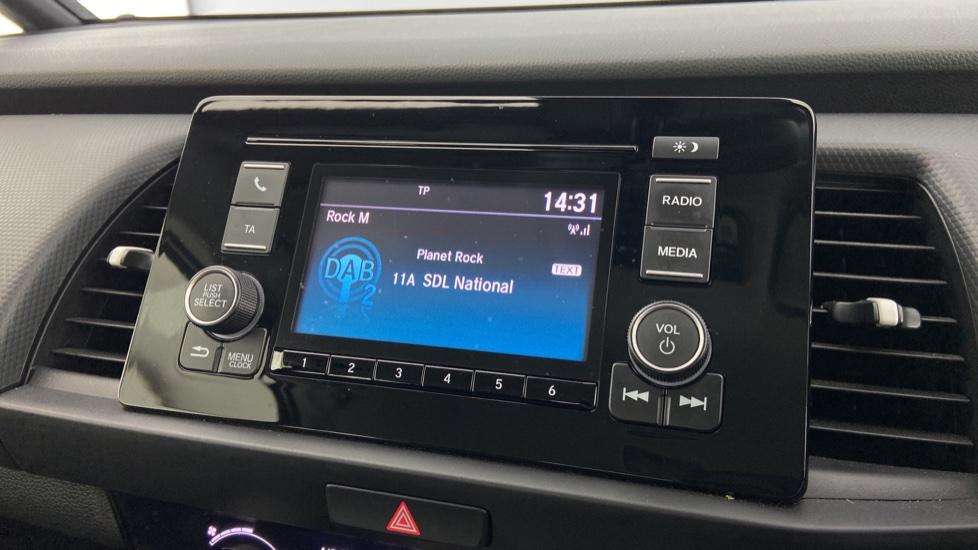 TP
14:31
Rock M
DAB
2
Planet Rock
TEXT
11A SDL National
TA
LIST
PUSH
SELECT
MENU
CLOCK
1 2 3 4 5 6
RADIO
MEDIA
VOL